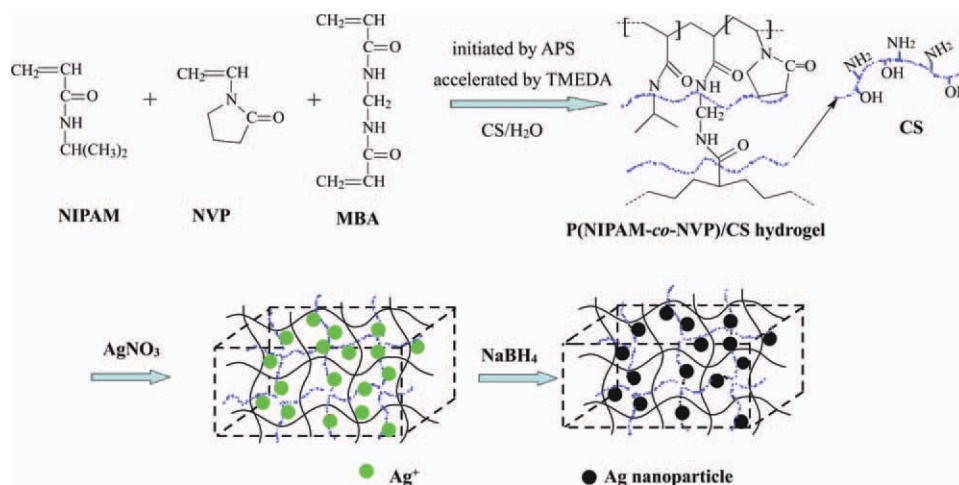 CH₂=CH
C=O
NH
CH(CH₃)₂
NIPAM
+
CH₂=CH
N
O
NVP
+
CH₂=CH
C=O
NH
CH₂
NH
C=O
CH₂=CH
MBA
initiated by APS
accelerated by TMEDA
CS/H₂O
[ ] [ ] [ ]
O O N O
N NH
CH₂
NH O
P(NIPAM-co-NVP)/CS hydrogel
NH₂ NH₂ NH₂
OH OH OH
CS
AgNO₃
NaBH₄
Ag⁺
Ag nanoparticle